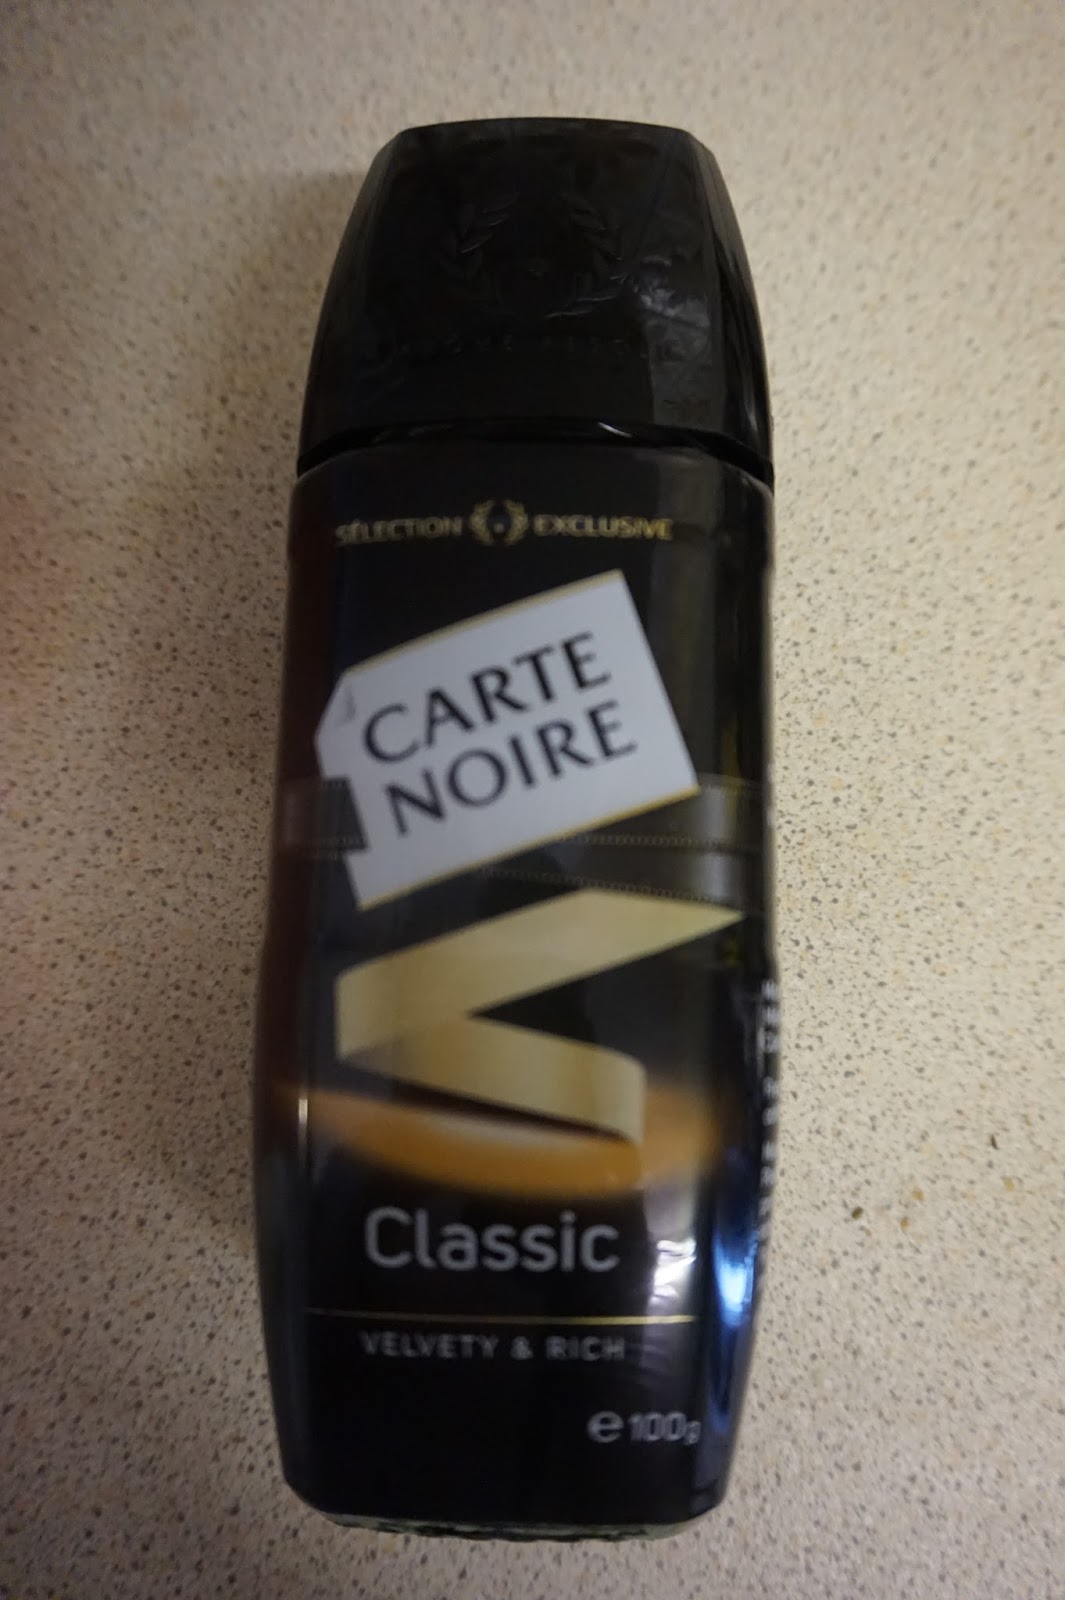 SÉLECTION EXCLUSIVE
CARTE
NOIRE
Classic
VELVETY & RICH
℮ 100g